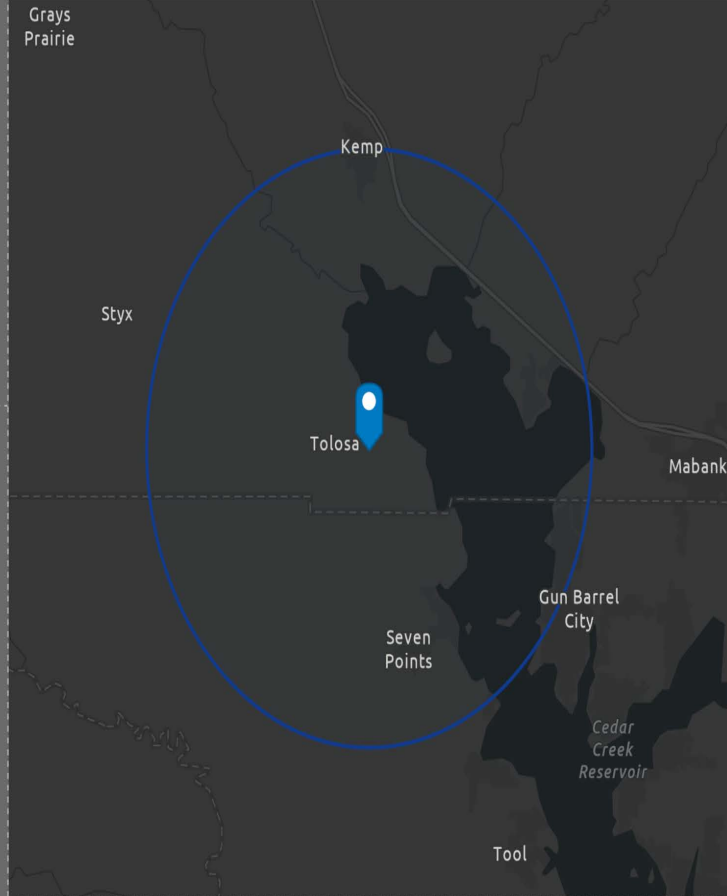 Grays
Prairie
Kemp
Styx
Tolosa
Mabank
Gun Barrel
City
Seven
Points
Cedar
Creek
Reservoir
Tool